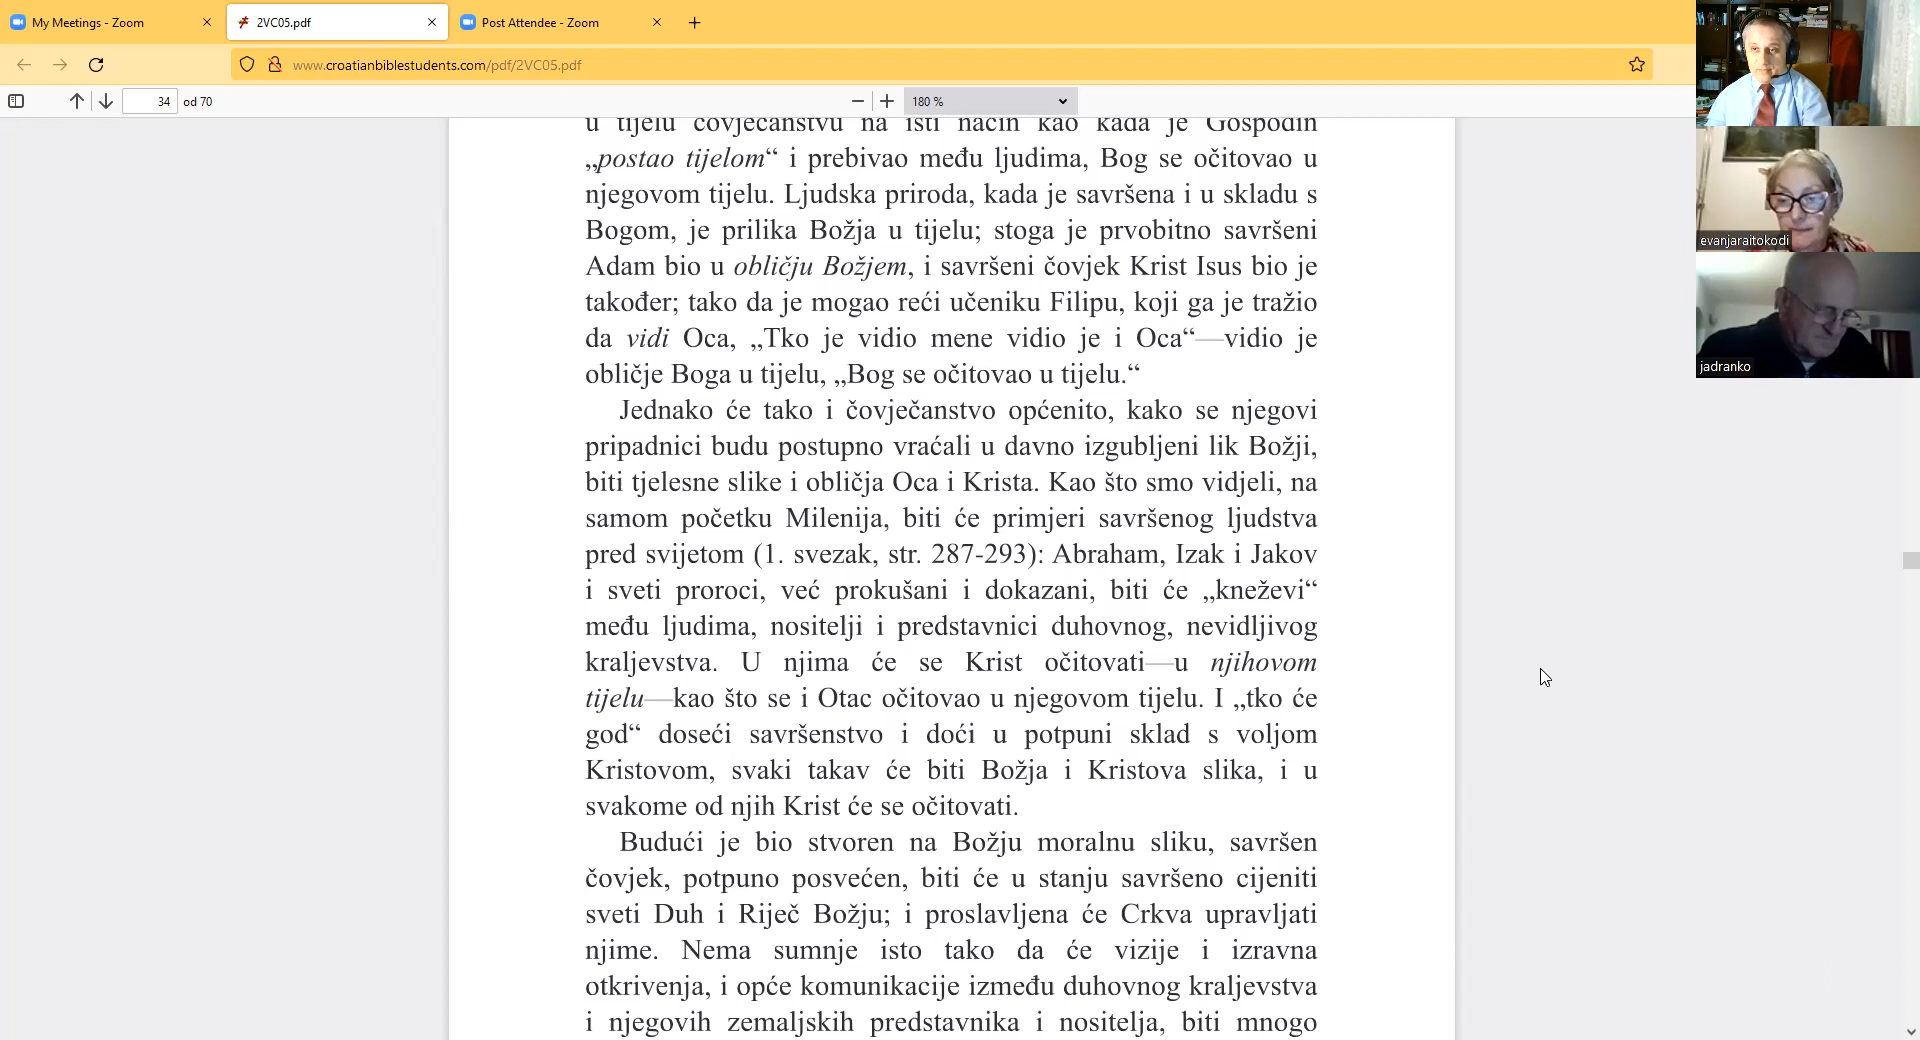 My Meetings - Zoom
2VC05.pdf
Post Attendee - Zoom
www.croatianbiblestudents.com/pdf/2VC05.pdf
34 od 70
180 %
u tijelu čovječanstvu na isti način kao kada je Gospodin
„postao tijelom“ i prebivao među ljudima, Bog se očitovao u
njegovom tijelu. Ljudska priroda, kada je savršena i u skladu s
Bogom, je prilika Božja u tijelu; stoga je prvobitno savršeni
Adam bio u obličju Božjem, i savršeni čovjek Krist Isus bio je
također; tako da je mogao reći učeniku Filipu, koji ga je tražio
da vidi Oca, „Tko je vidio mene vidio je i Oca“—vidio je
obličje Boga u tijelu, „Bog se očitovao u tijelu.“
Jednako će tako i čovječanstvo općenito, kako se njegovi
pripadnici budu postupno vraćali u davno izgubljeni lik Božji,
biti tjelesne slike i obličja Oca i Krista. Kao što smo vidjeli, na
samom početku Milenija, biti će primjeri savršenog ljudstva
pred svijetom (1. svezak, str. 287-293): Abraham, Izak i Jakov
i sveti proroci, već prokušani i dokazani, biti će „kneževi“
među ljudima, nositelji i predstavnici duhovnog, nevidljivog
kraljevstva. U njima će se Krist očitovati—u njihovom
tijelu—kao što se i Otac očitovao u njegovom tijelu. I „tko će
god“ doseći savršenstvo i doći u potpuni sklad s voljom
Kristovom, svaki takav će biti Božja i Kristova slika, i u
svakome od njih Krist će se očitovati.
Budući je bio stvoren na Božju moralnu sliku, savršen
čovjek, potpuno posvećen, biti će u stanju savršeno cijeniti
sveti Duh i Riječ Božju; i proslavljena će Crkva upravljati
njime. Nema sumnje isto tako da će vizije i izravna
otkrivenja, i opće komunikacije između duhovnog kraljevstva
i njegovih zemaljskih predstavnika i nositelja, biti mnogo
evanjaraitokodi
jadranko